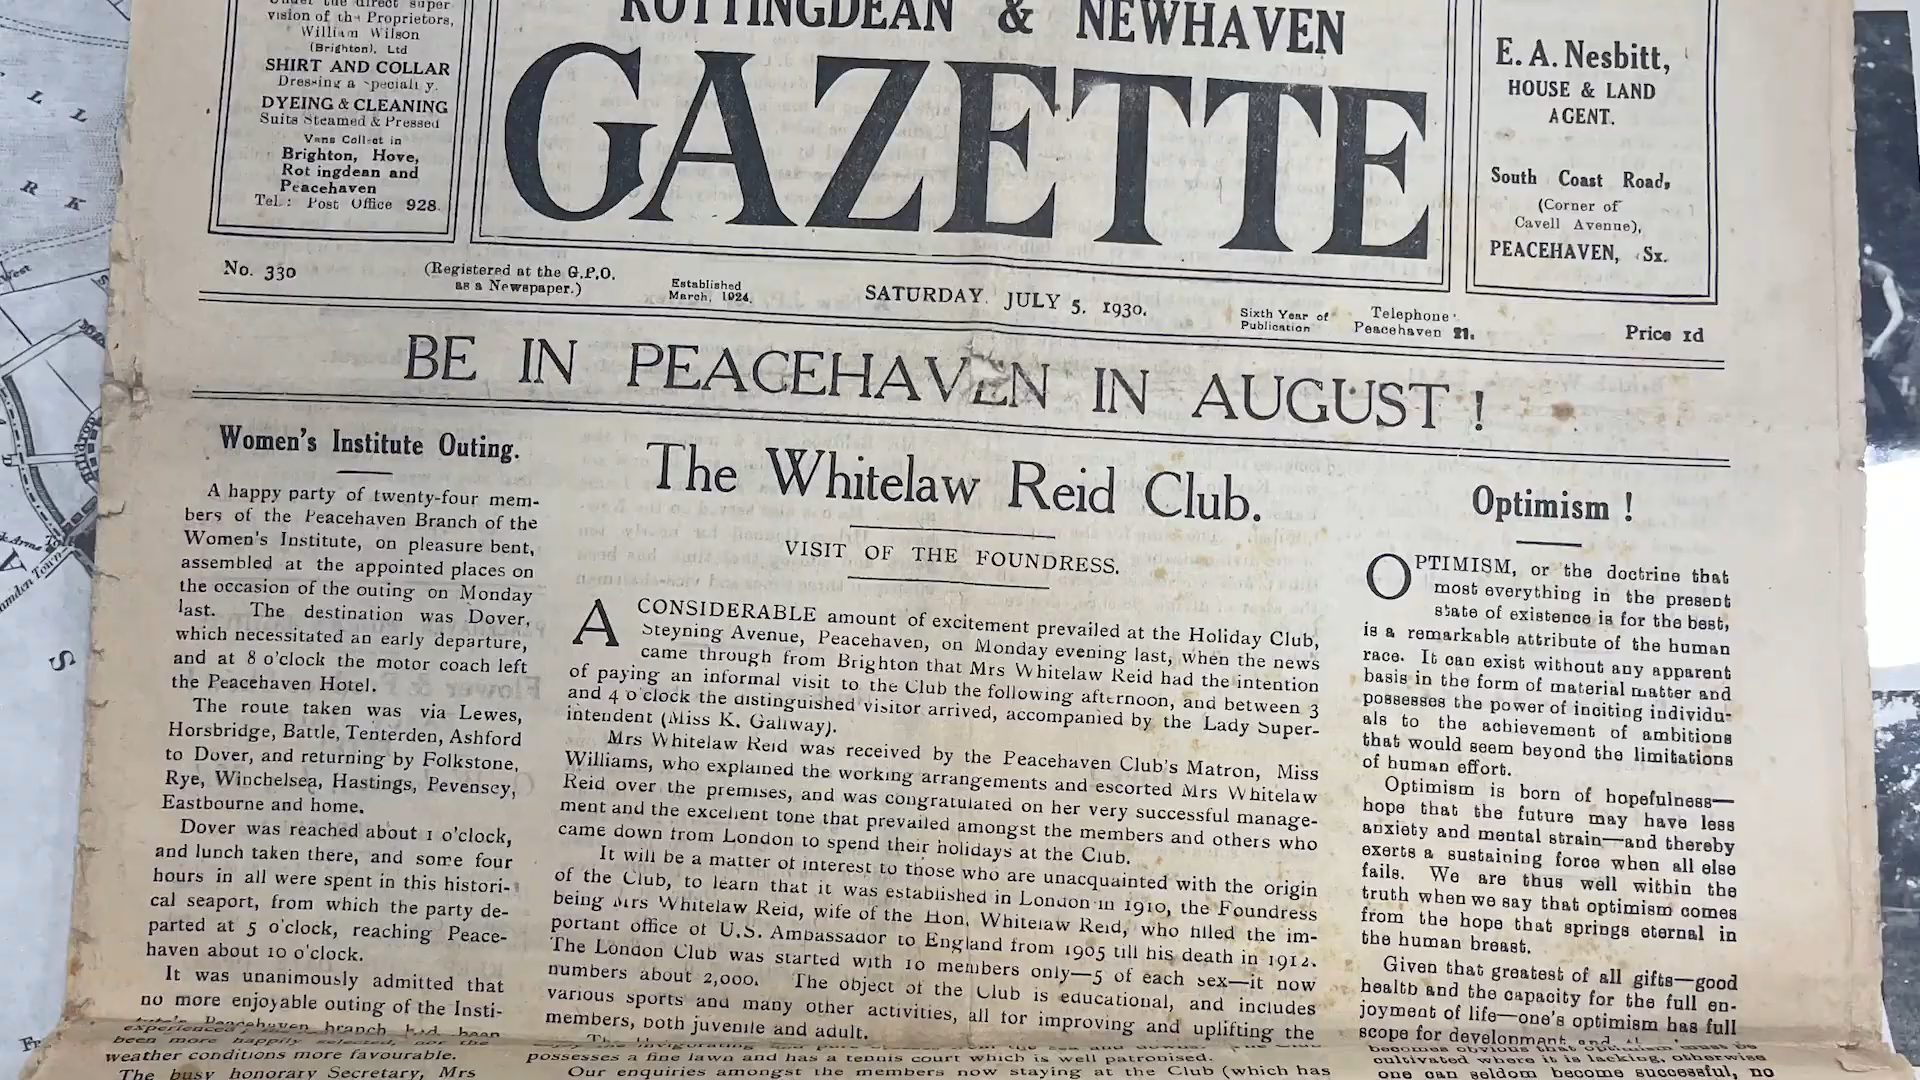 Under the direct super
vision of the Proprietors,
William Wilson
(Brighton), Ltd
SHIRT AND COLLAR
Dressing a specially.
DYEING & CLEANING
Suits Steamed & Pressed
Vans Collect in
Brighton, Hove,
Rot ingdean and
Peacehaven
Tel.: Post Office 928.
ROTTINGDEAN & NEWHAVEN
GAZETTE
E. A. Nesbitt,
HOUSE & LAND
AGENT.
South Coast Road,
(Corner of
Cavell Avenue),
PEACEHAVEN, Sx.
No. 330
(Registered at the G.P.O.
as a Newspaper.)
Established
March, 1924.
SATURDAY. JULY 5. 1930.
Sixth Year of
Publication
Telephone
Peacehaven 21.
Price 1d
BE IN PEACEHAVEN IN AUGUST !
Women's Institute Outing.
A happy party of twenty-four mem-
bers of the Peacehaven Branch of the
Women's Institute, on pleasure bent,
assembled at the appointed places on
the occasion of the outing on Monday
last. The destination was Dover,
which necessitated an early departure,
and at 8 o'clock the motor coach left
the Peacehaven Hotel.
The route taken was via Lewes,
Horsbridge, Battle, Tenterden, Ashford
to Dover, and returning by Folkstone,
Rye, Winchelsea, Hastings, Pevensey,
Eastbourne and home.
Dover was reached about 1 o'clock,
and lunch taken there, and some four
hours in all were spent in this histori-
cal seaport, from which the party de-
parted at 5 o'clock, reaching Peace-
haven about 10 o'clock.
It was unanimously admitted that
no more enjoyable outing of the Insti-
Peacehaven branch had been
experienced,
been more happily selected, nor the
weather conditions more favourable.
The busy honorary Secretary, Mrs
The Whitelaw Reid Club.
VISIT OF THE FOUNDRESS.
A CONSIDERABLE amount of excitement prevailed at the Holiday Club,
Steyning Avenue, Peacehaven, on Monday evening last, when the news
came through from Brighton that Mrs Whitelaw Reid had the intention
of paying an informal visit to the Club the following afternoon, and between 3
and 4 o'clock the distinguished visitor arrived, accompanied by the Lady Super-
intendent (Miss K. Galway).
Mrs Whitelaw Reid was received by the Peacehaven Club's Matron, Miss
Williams, who explained the working arrangements and escorted Mrs Whitelaw
Reid over the premises, and was congratulated on her very successful manage-
ment and the excellent tone that prevailed amongst the members and others who
came down from London to spend their holidays at the Club.
It will be a matter of interest to those who are unacquainted with the origin
of the Club, to learn that it was established in London in 1910, the Foundress
being Mrs Whitelaw Reid, wife of the Hon. Whitelaw Reid, who filled the im-
portant office of U.S. Ambassador to England from 1905 till his death in 1912.
The London Club was started with 10 members only—5 of each sex—it now
numbers about 2,000. The object of the Club is educational, and includes
various sports and many other activities, all for improving and uplifting the
members, both juvenile and adult.
possesses a fine lawn and has a tennis court which is well patronised.
Our enquiries amongst the members now staying at the Club (which has
Optimism !
OPTIMISM, or the doctrine that
most everything in the present
state of existence is for the best,
is a remarkable attribute of the human
race. It can exist without any apparent
basis in the form of material matter and
possesses the power of inciting individu-
als to the achievement of ambitions
that would seem beyond the limitations
of human effort.
Optimism is born of hopefulness—
hope that the future may have less
anxiety and mental strain—and thereby
exerts a sustaining force when all else
fails. We are thus well within the
truth when we say that optimism comes
from the hope that springs eternal in
the human breast.
Given that greatest of all gifts—good
health and the capacity for the full en-
joyment of life—one's optimism has full
scope for development, and
becomes obvious that optimism must be
cultivated where it is lacking, otherwise
one can seldom become successful, no